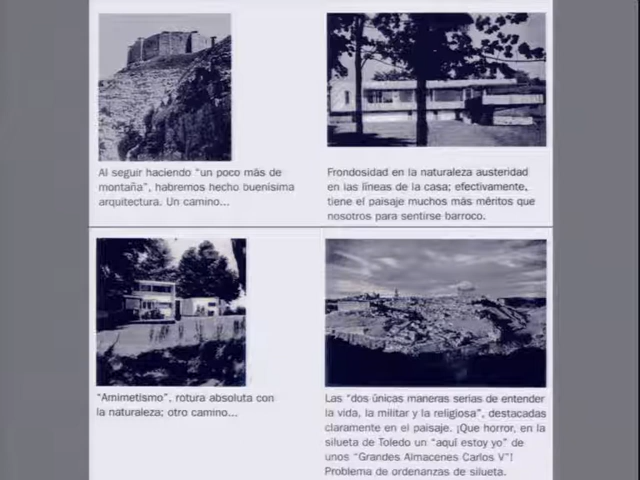 Al seguir haciendo “un poco más de
montaña”, habremos hecho buenísima
arquitectura. Un camino...
Frondosidad en la naturaleza austeridad
en las líneas de la casa; efectivamente,
tiene el paisaje muchos más méritos que
nosotros para sentirse barroco.
“Amimetismo”, rotura absoluta con
la naturaleza; otro camino...
Las “dos únicas maneras serias de entender
la vida, la militar y la religiosa”, destacadas
claramente en el paisaje. ¡Que horror, en la
silueta de Toledo un “aquí estoy yo” de
unos “Grandes Almacenes Carlos V”!
Problema de ordenanzas de silueta.